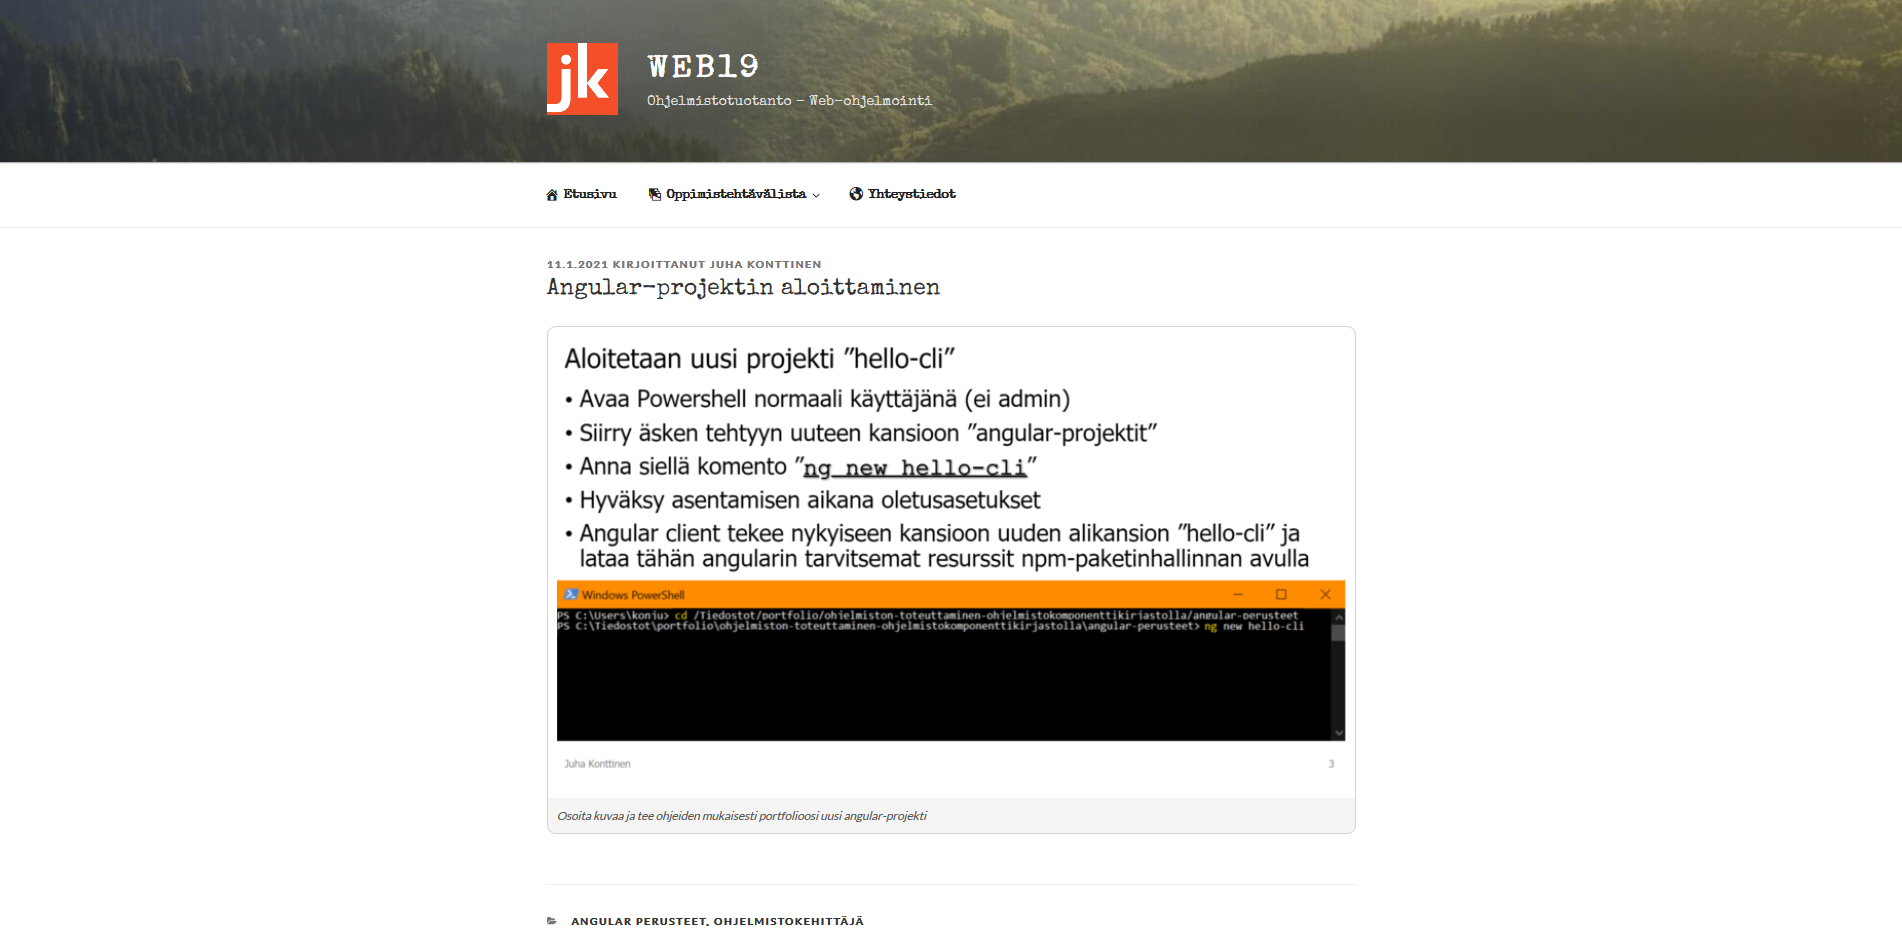 jk
WEB19
Ohjelmistotuotanto – Web-ohjelmointi
Etusivu Oppimistehtävälista Yhteystiedot
11.1.2021 KIRJOITTANUT JUHA KONTTINEN
Angular-projektin aloittaminen
Aloitetaan uusi projekti ”hello-cli”
• Avaa Powershell normaali käyttäjänä (ei admin)
• Siirry äsken tehtyyn uuteen kansioon ”angular-projektit”
• Anna siellä komento ”ng new hello-cli”
• Hyväksy asentamisen aikana oletusasetukset
• Angular client tekee nykyiseen kansioon uuden alikansion ”hello-cli” ja
lataa tähän angularin tarvitsemat resurssit npm-paketinhallinnan avulla
Windows PowerShell
PS C:\Users\konju> cd /Tiedostot/portfolio/ohjelmiston-toteuttaminen-ohjelmistokomponenttikirjastolla/angular-perusteet
PS C:\Tiedostot\portfolio\ohjelmiston-toteuttaminen-ohjelmistokomponenttikirjastolla\angular-perusteet> ng new hello-cli
Juha Konttinen 3
Osoita kuvaa ja tee ohjeiden mukaisesti portfolioosi uusi angular-projekti
ANGULAR PERUSTEET, OHJELMISTOKEHITTÄJÄ